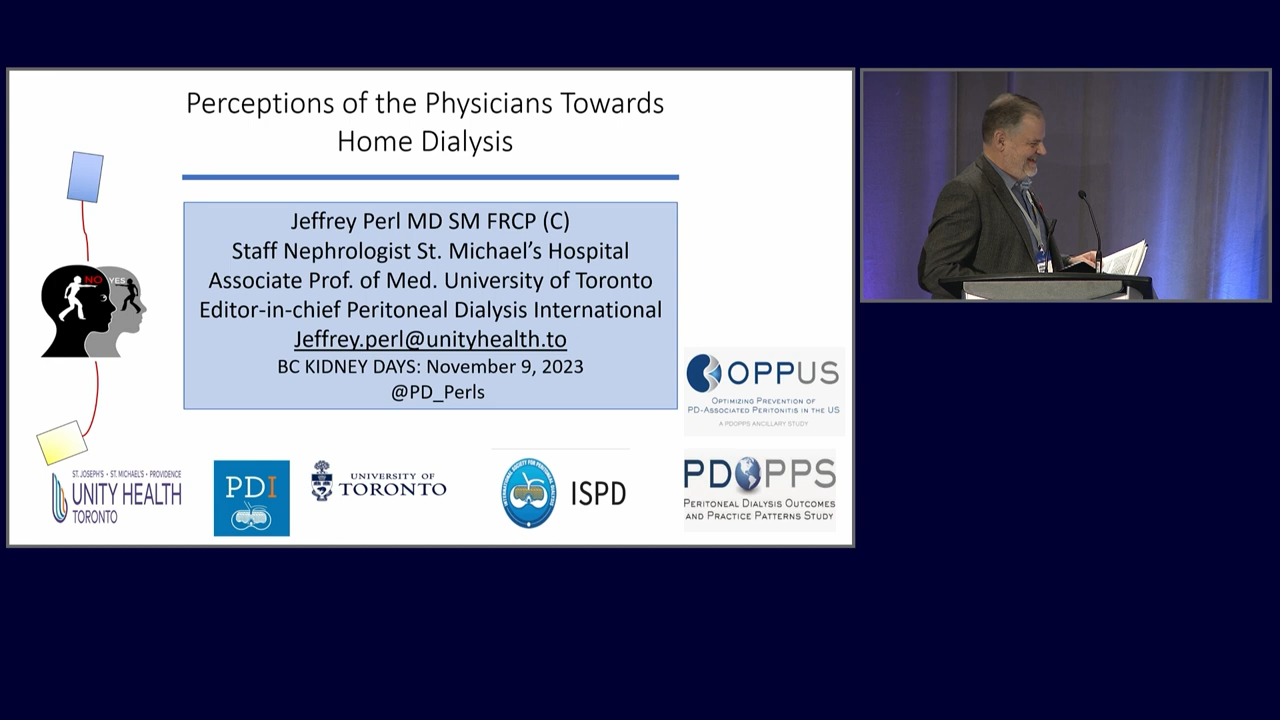 Perceptions of the Physicians Towards
Home Dialysis
Jeffrey Perl MD SM FRCP (C)
Staff Nephrologist St. Michael’s Hospital
Associate Prof. of Med. University of Toronto
Editor-in-chief Peritoneal Dialysis International
Jeffrey.perl@unityhealth.to
BC KIDNEY DAYS: November 9, 2023
@PD_Perls
NO YES
OPPUS
OPTIMIZING PREVENTION OF
PD-ASSOCIATED PERITONITIS IN THE US
A PDOPPS ANCILLARY STUDY
ST. JOSEPH'S • ST. MICHAEL'S • PROVIDENCE
UNITY HEALTH
TORONTO
PDI
UNIVERSITY OF
TORONTO
ISPD
PDOPPS
PERITONEAL DIALYSIS OUTCOMES
AND PRACTICE PATTERNS STUDY